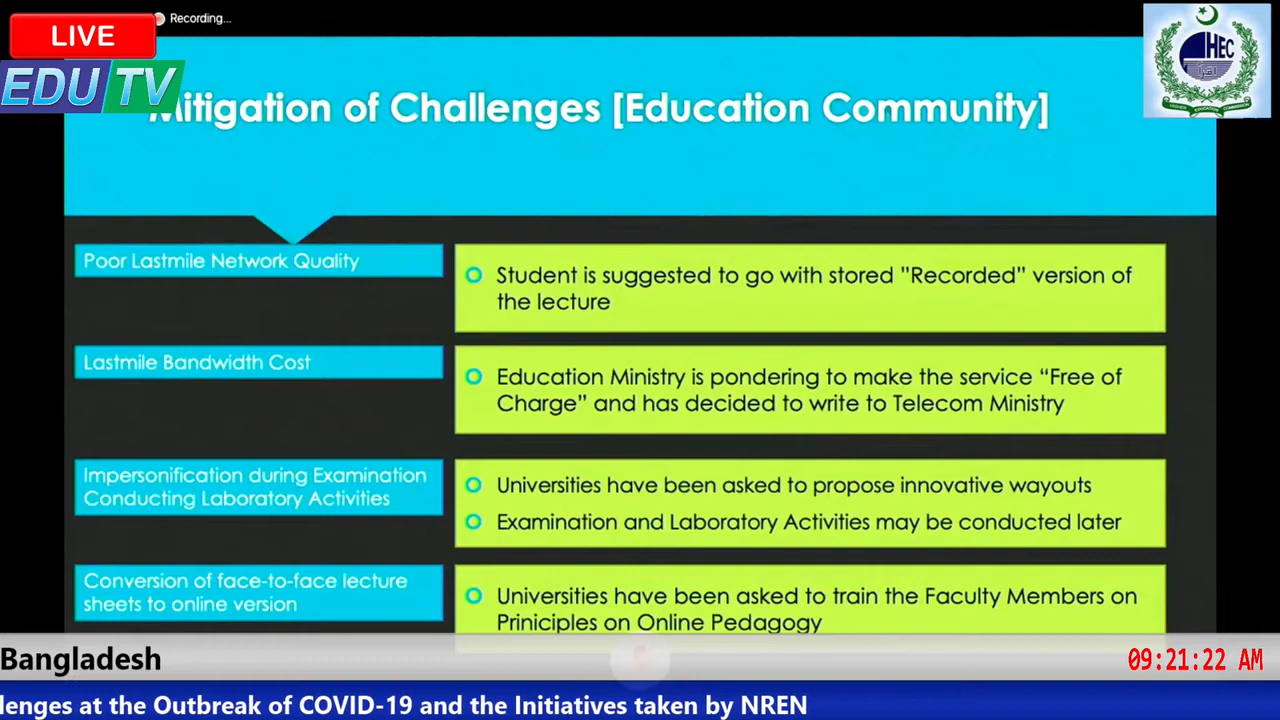 Recording...
LIVE
EDU TV
HEC
Mitigation of Challenges [Education Community]
Poor Lastmile Network Quality
Student is suggested to go with stored ”Recorded” version of
the lecture
Lastmile Bandwidth Cost
Education Ministry is pondering to make the service “Free of
Charge” and has decided to write to Telecom Ministry
Impersonification during Examination
Conducting Laboratory Activities
Universities have been asked to propose innovative wayouts
Examination and Laboratory Activities may be conducted later
Conversion of face-to-face lecture
sheets to online version
Universities have been asked to train the Faculty Members on
Priniciples on Online Pedagogy
Bangladesh
09:21:22 AM
lenges at the Outbreak of COVID-19 and the Initiatives taken by NREN